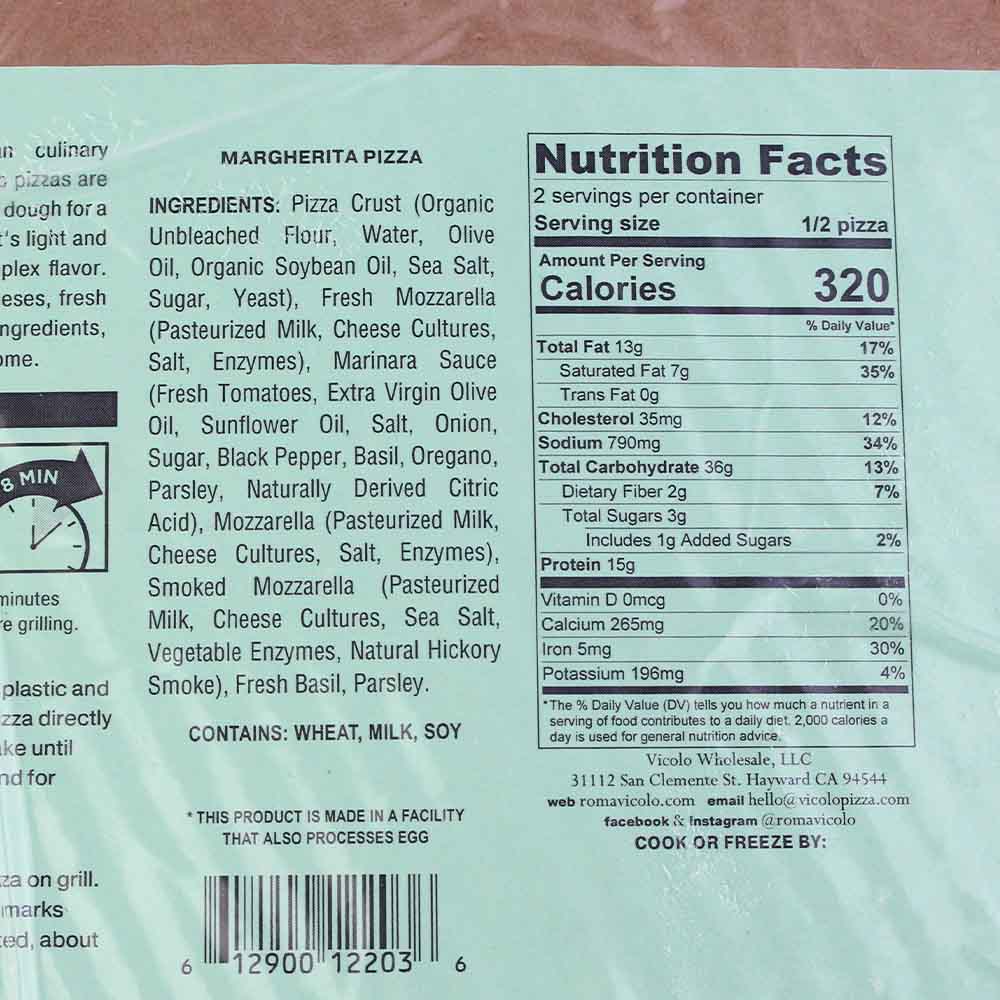 culinary
pizzas are
dough for a
t's light and
plex flavor.
eses, fresh
ngredients,
ome.
8 MIN
minutes
re grilling.
plastic and
zza directly
ake until
nd for
za on grill.
marks
ted, about
MARGHERITA PIZZA
INGREDIENTS: Pizza Crust (Organic
Unbleached Flour, Water, Olive
Oil, Organic Soybean Oil, Sea Salt,
Sugar, Yeast), Fresh Mozzarella
(Pasteurized Milk, Cheese Cultures,
Salt, Enzymes), Marinara Sauce
(Fresh Tomatoes, Extra Virgin Olive
Oil, Sunflower Oil, Salt, Onion,
Sugar, Black Pepper, Basil, Oregano,
Parsley, Naturally Derived Citric
Acid), Mozzarella (Pasteurized Milk,
Cheese Cultures, Salt, Enzymes),
Smoked Mozzarella (Pasteurized
Milk, Cheese Cultures, Sea Salt,
Vegetable Enzymes, Natural Hickory
Smoke), Fresh Basil, Parsley.
CONTAINS: WHEAT, MILK, SOY
* THIS PRODUCT IS MADE IN A FACILITY
THAT ALSO PROCESSES EGG
6 12900 12203 6
Nutrition Facts
2 servings per container
Serving size 1/2 pizza
Amount Per Serving
Calories 320
% Daily Value*
Total Fat 13g 17%
Saturated Fat 7g 35%
Trans Fat 0g
Cholesterol 35mg 12%
Sodium 790mg 34%
Total Carbohydrate 36g 13%
Dietary Fiber 2g 7%
Total Sugars 3g
Includes 1g Added Sugars 2%
Protein 15g
Vitamin D 0mcg 0%
Calcium 265mg 20%
Iron 5mg 30%
Potassium 196mg 4%
*The % Daily Value (DV) tells you how much a nutrient in a
serving of food contributes to a daily diet. 2,000 calories a
day is used for general nutrition advice.
Vicolo Wholesale, LLC
31112 San Clemente St. Hayward CA 94544
web romavicolo.com email hello@vicolopizza.com
facebook & Instagram @romavicolo
COOK OR FREEZE BY: